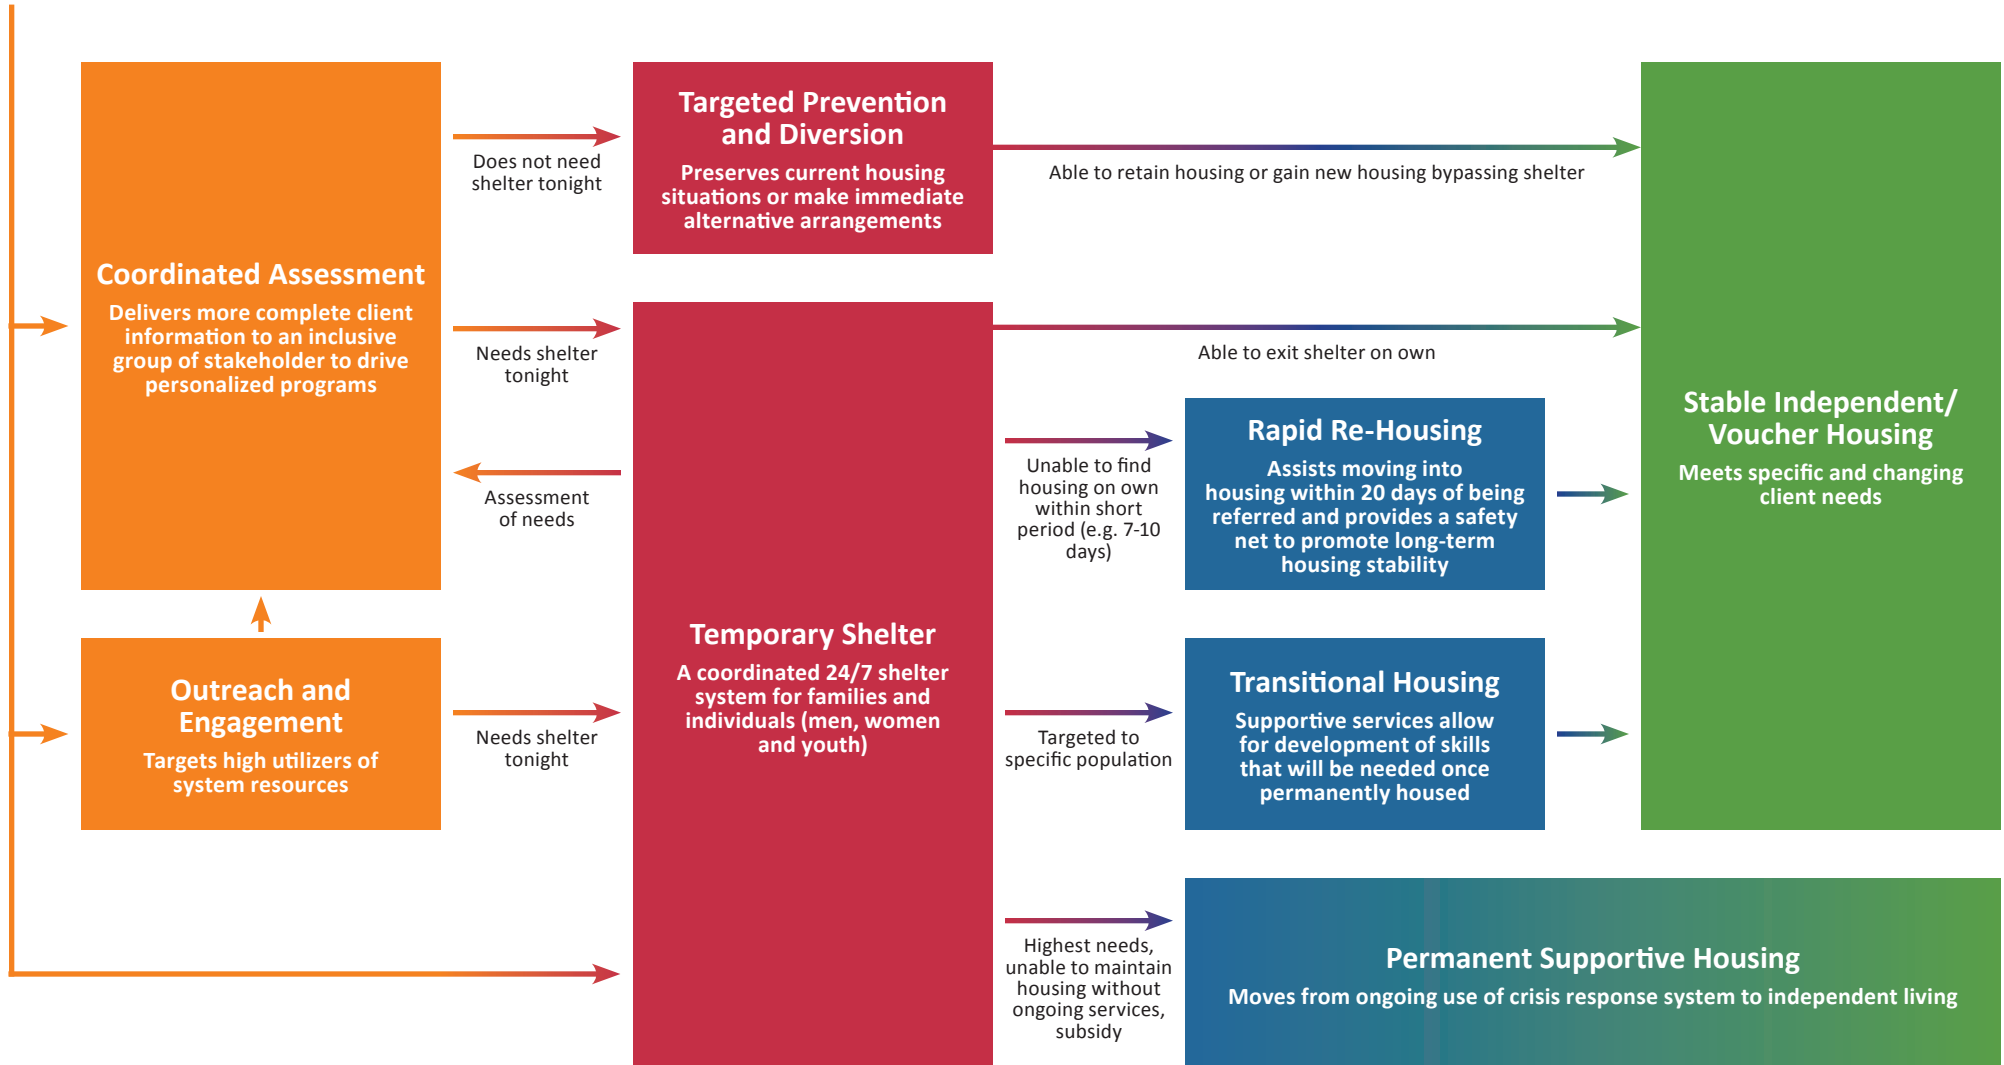 Coordinated Assessment
Delivers more complete client
information to an inclusive
group of stakeholder to drive
personalized programs
Outreach and
Engagement
Targets high utilizers of
system resources
Does not need
shelter tonight
Needs shelter
tonight
Assessment
of needs
Needs shelter
tonight
Targeted Prevention
and Diversion
Preserves current housing
situations or make immediate
alternative arrangements
Temporary Shelter
A coordinated 24/7 shelter
system for families and
individuals (men, women
and youth)
Able to retain housing or gain new housing bypassing shelter
Able to exit shelter on own
Unable to find
housing on own
within short
period (e.g. 7-10
days)
Targeted to
specific population
Highest needs,
unable to maintain
housing without
ongoing services,
subsidy
Rapid Re-Housing
Assists moving into
housing within 20 days of being
referred and provides a safety
net to promote long-term
housing stability
Transitional Housing
Supportive services allow
for development of skills
that will be needed once
permanently housed
Stable Independent/
Voucher Housing
Meets specific and changing
client needs
Permanent Supportive Housing
Moves from ongoing use of crisis response system to independent living